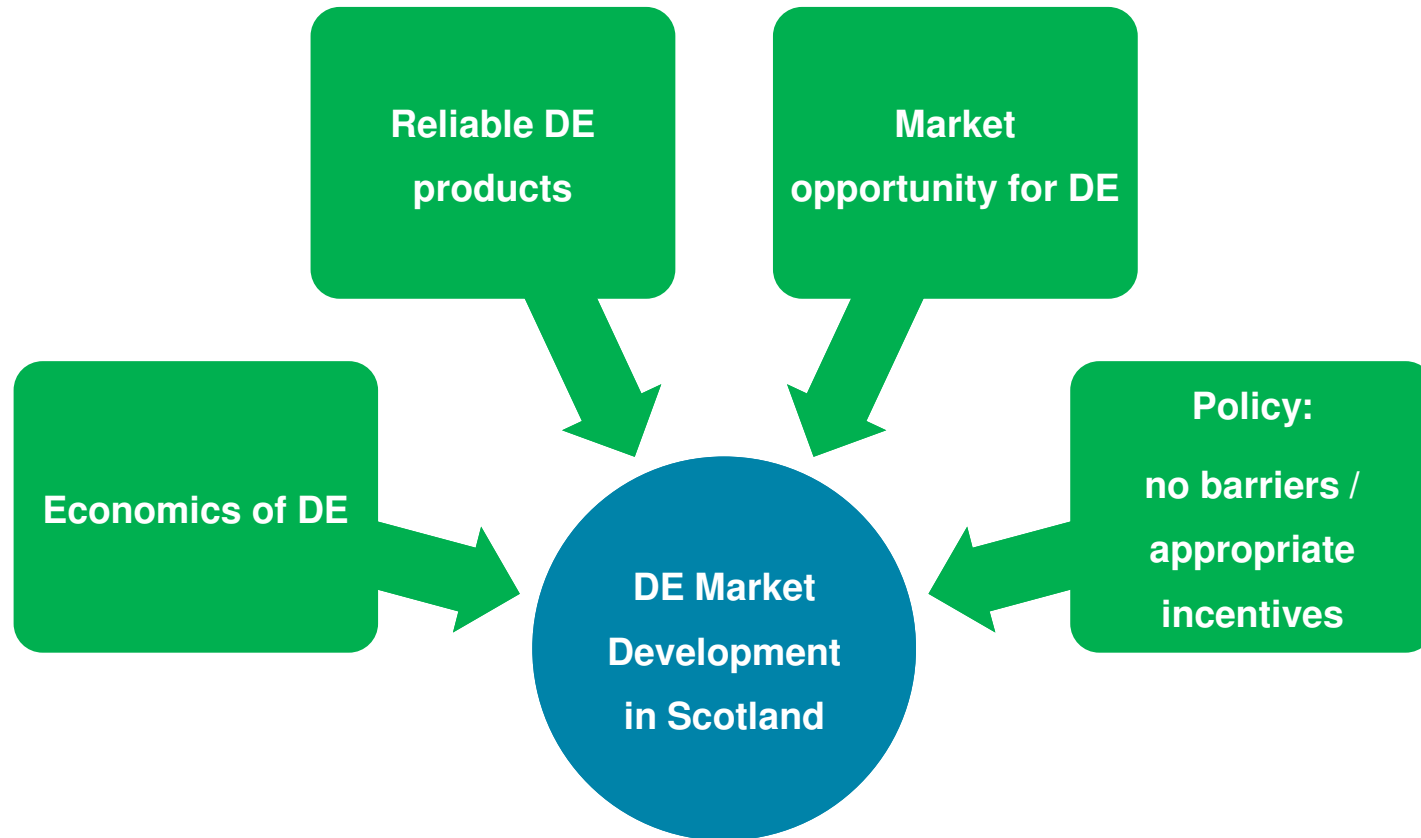 Reliable DE
products
Market
opportunity for DE
Economics of DE
Policy:
no barriers /
appropriate
incentives
DE Market
Development
in Scotland